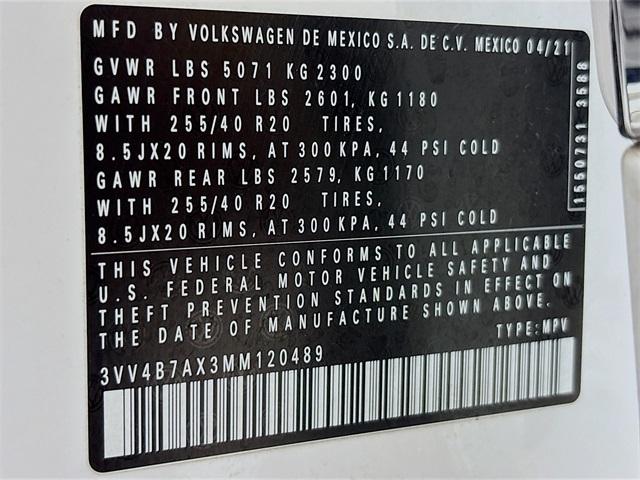 MFD BY VOLKSWAGEN DE MEXICO S.A. DE C.V. MEXICO 04/21
GVWR LBS 5071 KG 2300
GAWR FRONT LBS 2601, KG 1180
WITH 255/40 R20 TIRES,
8.5JX20 RIMS, AT 300 KPA, 44 PSI COLD
GAWR REAR LBS 2579, KG 1170
WITH 255/40 R20 TIRES,
8.5JX20 RIMS, AT 300 KPA, 44 PSI COLD
1550731 3588
THIS VEHICLE CONFORMS TO ALL APPLICABLE
U.S. FEDERAL MOTOR VEHICLE SAFETY AND
THEFT PREVENTION STANDARDS IN EFFECT ON
THE DATE OF MANUFACTURE SHOWN ABOVE.
TYPE: MPV
3VV4B7AX3MM120489